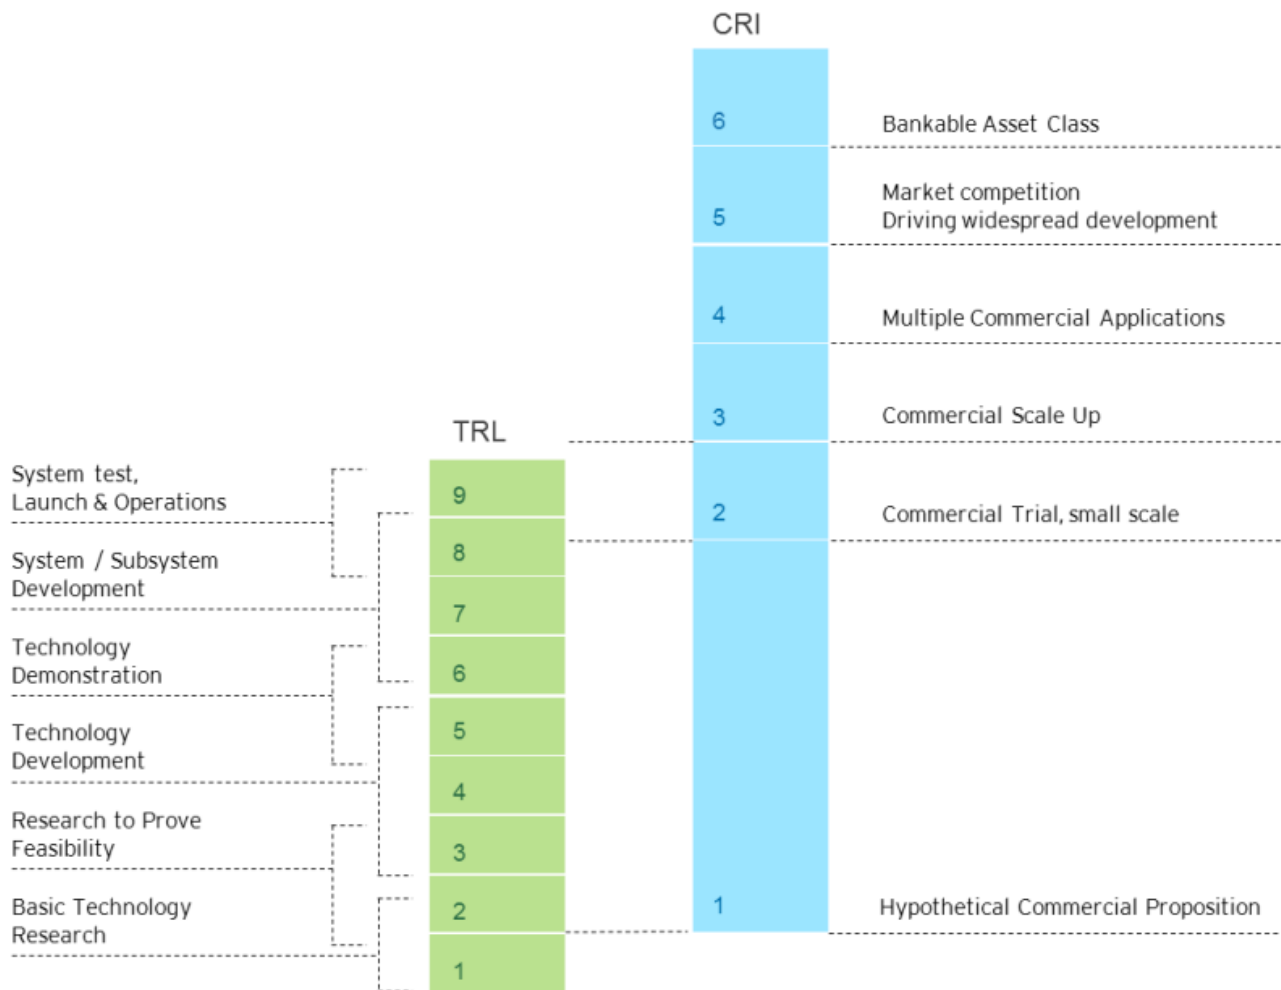 CRI
6
Bankable Asset Class
5
Market competition
Driving widespread development
4
Multiple Commercial Applications
3
Commercial Scale Up
2
Commercial Trial, small scale
1
Hypothetical Commercial Proposition
TRL
9
8
7
6
5
4
3
2
1
System test,
Launch & Operations
System / Subsystem
Development
Technology
Demonstration
Technology
Development
Research to Prove
Feasibility
Basic Technology
Research